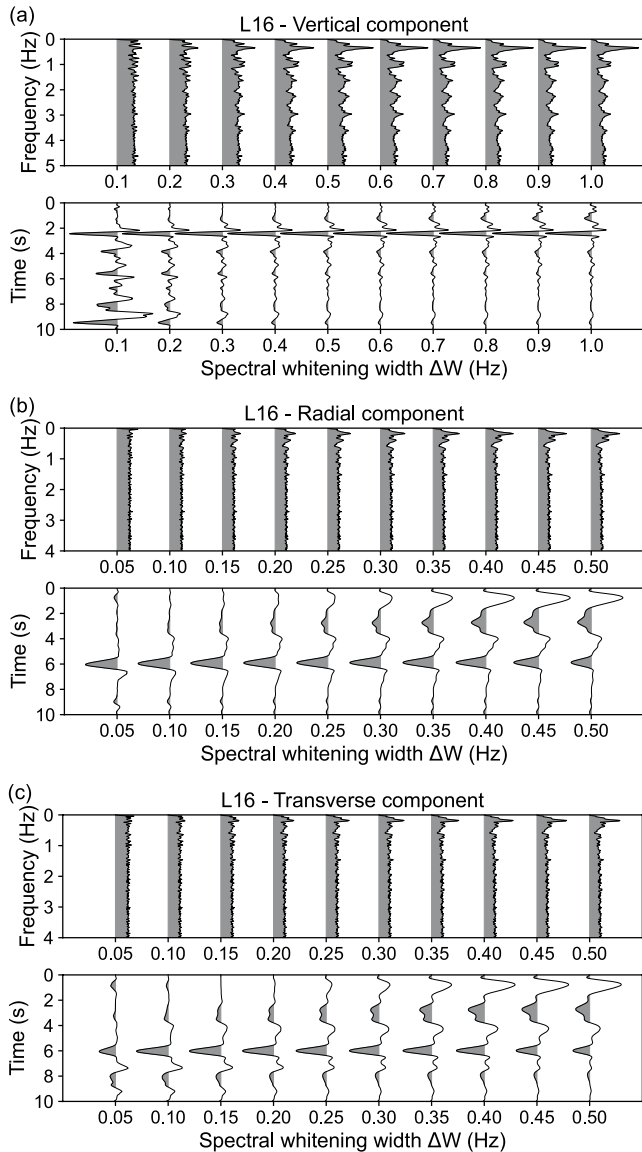 (a)
L16 - Vertical component
Frequency (Hz)
0
1
2
3
4
5
0.1 0.2 0.3 0.4 0.5 0.6 0.7 0.8 0.9 1.0
Time (s)
0
2
4
6
8
10
0.1 0.2 0.3 0.4 0.5 0.6 0.7 0.8 0.9 1.0
Spectral whitening width ΔW (Hz)
(b)
L16 - Radial component
Frequency (Hz)
0
1
2
3
4
0.05 0.10 0.15 0.20 0.25 0.30 0.35 0.40 0.45 0.50
Time (s)
0
2
4
6
8
10
0.05 0.10 0.15 0.20 0.25 0.30 0.35 0.40 0.45 0.50
Spectral whitening width ΔW (Hz)
(c)
L16 - Transverse component
Frequency (Hz)
0
1
2
3
4
0.05 0.10 0.15 0.20 0.25 0.30 0.35 0.40 0.45 0.50
Time (s)
0
2
4
6
8
10
0.05 0.10 0.15 0.20 0.25 0.30 0.35 0.40 0.45 0.50
Spectral whitening width ΔW (Hz)